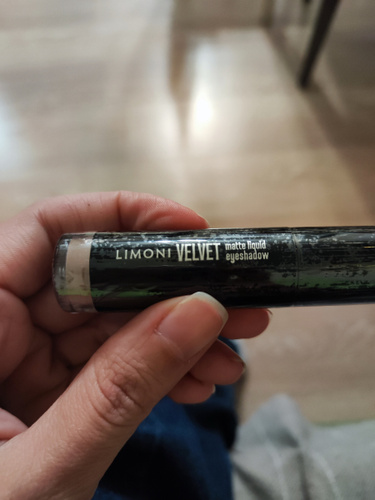 LIMONI VELVET matte liquid
eyeshadow